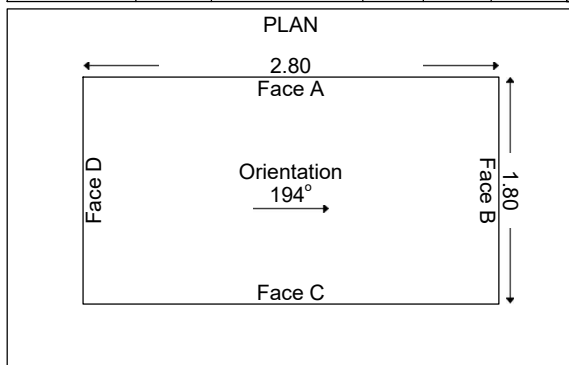 PLAN
2.80
Face A
Face D
Orientation
194°
Face B
1.80
Face C